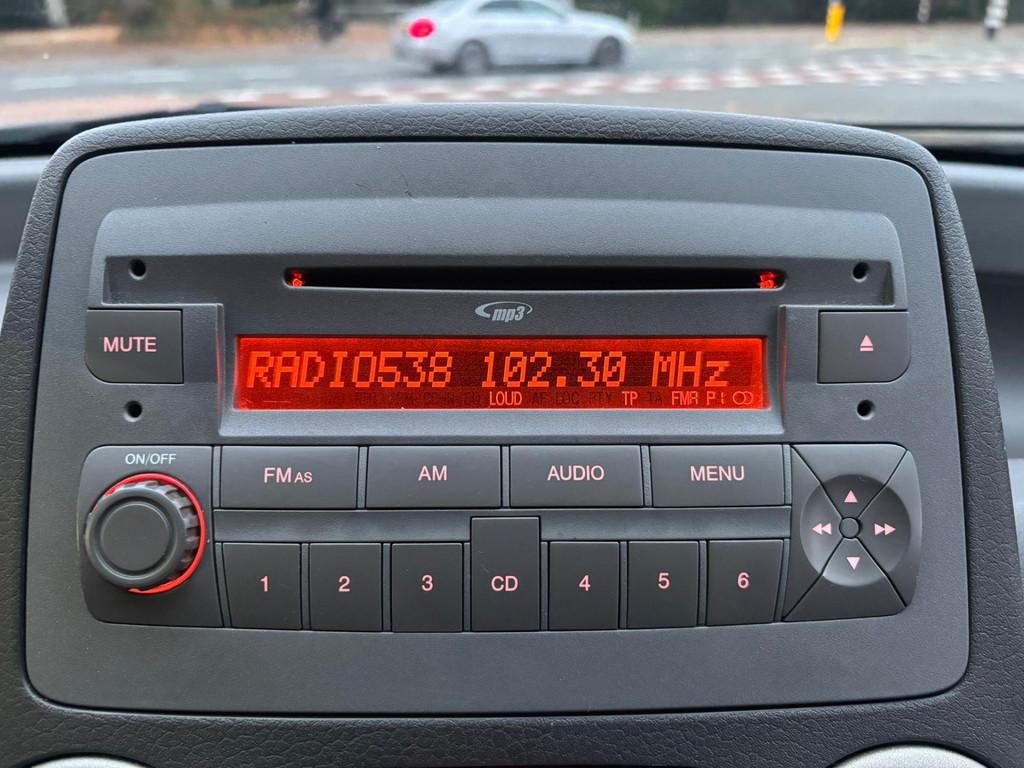 mp3
MUTE
RADIO538 102.30 MHz
LOUD AF LOC PTY TP TA FMR P1
ON/OFF
FM AS AM AUDIO MENU
1 2 3 CD 4 5 6